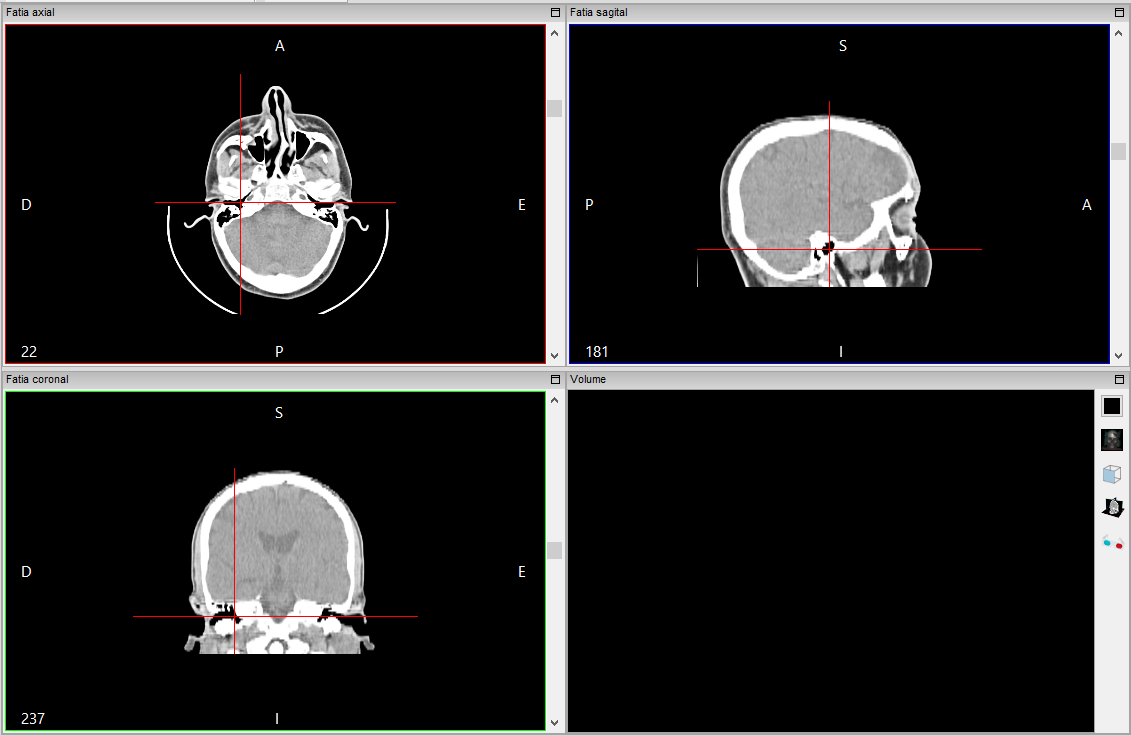 Fatia axial
A
D
E
22
P
Fatia sagital
S
P
A
181
I
Fatia coronal
S
D
E
237
I
Volume